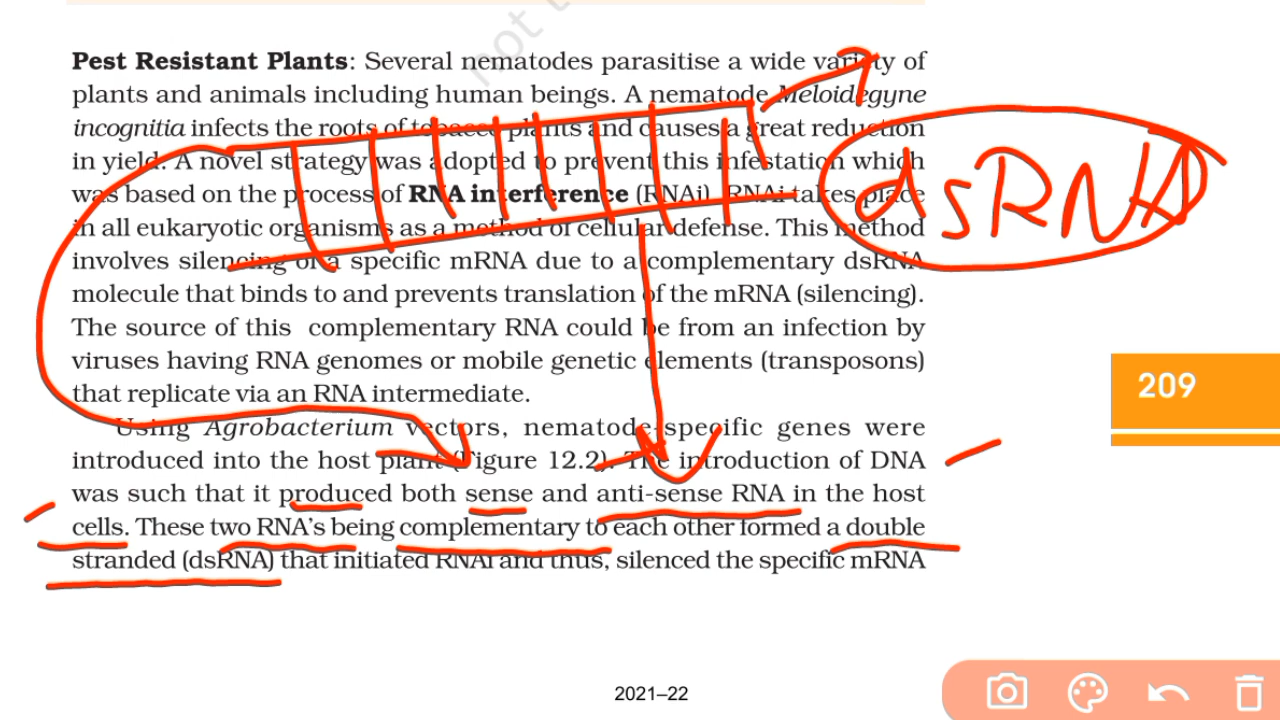 not t
Pest Resistant Plants: Several nematodes parasitise a wide variety of
plants and animals including human beings. A nematode Meloidegyne
incognitia infects the roots of tobacco plants and causes a great reduction
in yield. A novel strategy was adopted to prevent this infestation which
was based on the process of RNA interference (RNAi). RNAi takes place
in all eukaryotic organisms as a method of cellular defense. This method
involves silencing of a specific mRNA due to a complementary dsRNA
molecule that binds to and prevents translation of the mRNA (silencing).
The source of this complementary RNA could be from an infection by
viruses having RNA genomes or mobile genetic elements (transposons)
that replicate via an RNA intermediate.
Using Agrobacterium vectors, nematode-specific genes were
introduced into the host plant (Figure 12.2). The introduction of DNA
was such that it produced both sense and anti-sense RNA in the host
cells. These two RNA's being complementary to each other formed a double
stranded (dsRNA) that initiated RNAi and thus, silenced the specific mRNA
dsRNA
209
2021–22